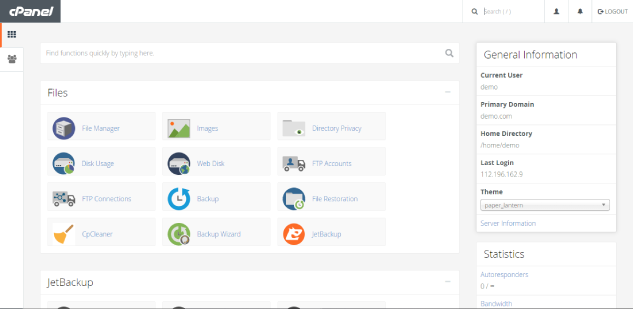 cPanel
Search ( / )
LOGOUT
Find functions quickly by typing here.
Files
File Manager
Images
Directory Privacy
Disk Usage
Web Disk
FTP Accounts
FTP Connections
Backup
File Restoration
CpCleaner
Backup Wizard
JetBackup
JetBackup
General Information
Current User
demo
Primary Domain
demo.com
Home Directory
/home/demo
Last Login
112.196.162.9
Theme
paper_lantern
Server Information
Statistics
Autoresponders
0 / ∞
Bandwidth